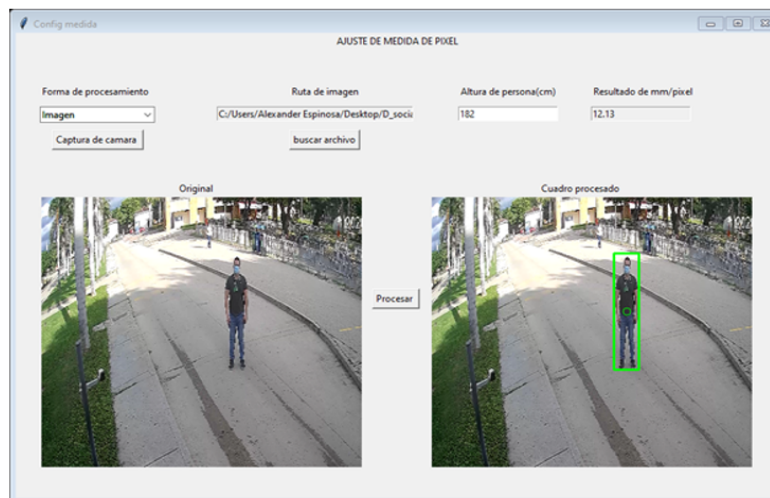 Config medida
AJUSTE DE MEDIDA DE PIXEL
Forma de procesamiento
Ruta de imagen
Altura de persona(cm)
Resultado de mm/pixel
Imagen
C:/Users/Alexander Espinosa/Desktop/D_soci
182
12.13
Captura de camara
buscar archivo
Original
Cuadro procesado
Procesar